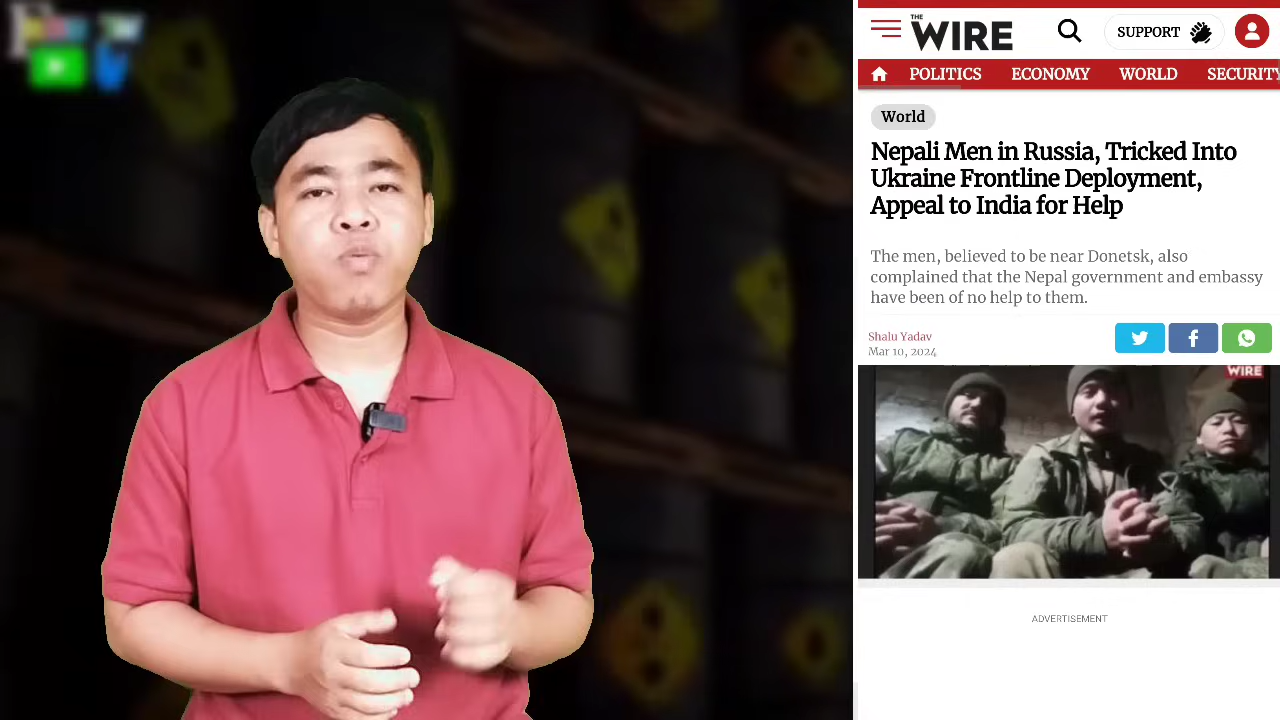 THE
WIRE
SUPPORT
POLITICS
ECONOMY
WORLD
SECURITY
World
Nepali Men in Russia, Tricked Into
Ukraine Frontline Deployment,
Appeal to India for Help
The men, believed to be near Donetsk, also
complained that the Nepal government and embassy
have been of no help to them.
Shalu Yadav
Mar 10, 2024
WIRE
ADVERTISEMENT